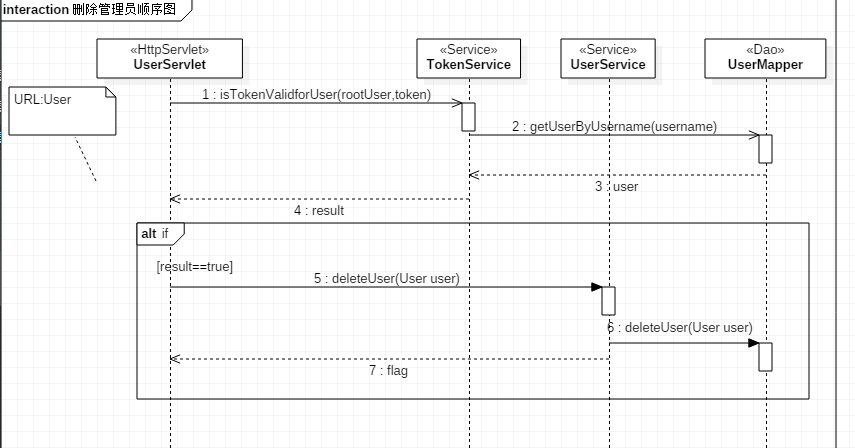 interaction 删除管理员顺序图
«HttpServlet»
UserServlet
«Service»
TokenService
«Service»
UserService
«Dao»
UserMapper
URL:User
1 : isTokenValidforUser(rootUser,token)
2 : getUserByUsername(username)
3 : user
4 : result
alt if
[result==true]
5 : deleteUser(User user)
6 : deleteUser(User user)
7 : flag